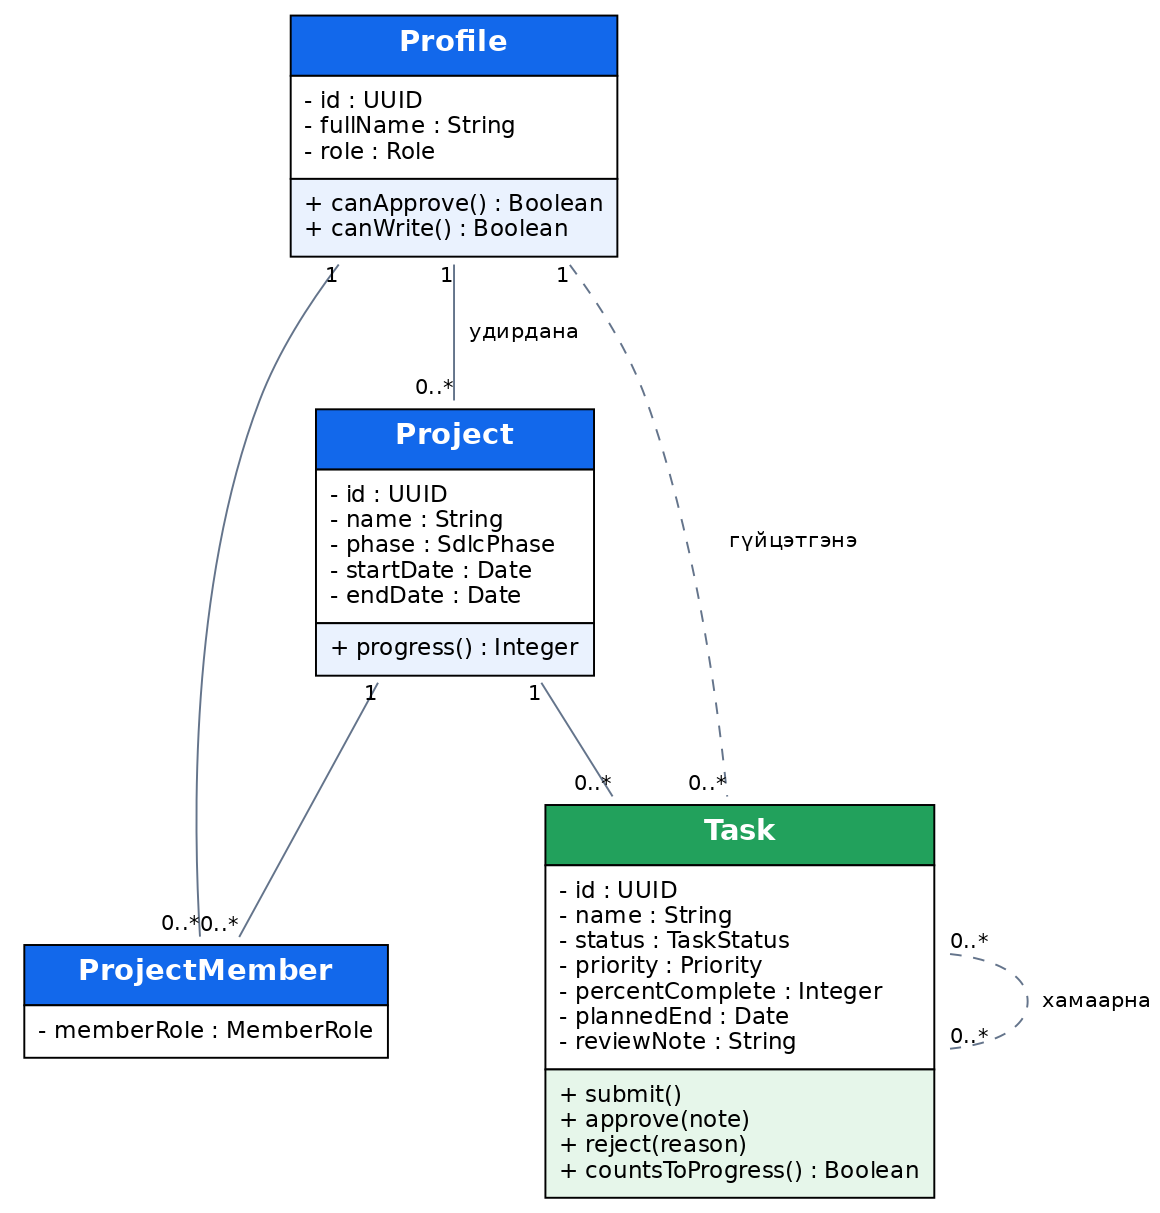 Profile
- id : UUID
- fullName : String
- role : Role
+ canApprove() : Boolean
+ canWrite() : Boolean
1
1
1
удирдана
0..*
Project
- id : UUID
- name : String
- phase : SdlcPhase
- startDate : Date
- endDate : Date
+ progress() : Integer
гүйцэтгэнэ
1
1
0..*
0..*
Task
- id : UUID
- name : String
- status : TaskStatus
- priority : Priority
- percentComplete : Integer
- plannedEnd : Date
- reviewNote : String
+ submit()
+ approve(note)
+ reject(reason)
+ countsToProgress() : Boolean
0..*
хамаарна
0..*
0..*
0..*
ProjectMember
- memberRole : MemberRole